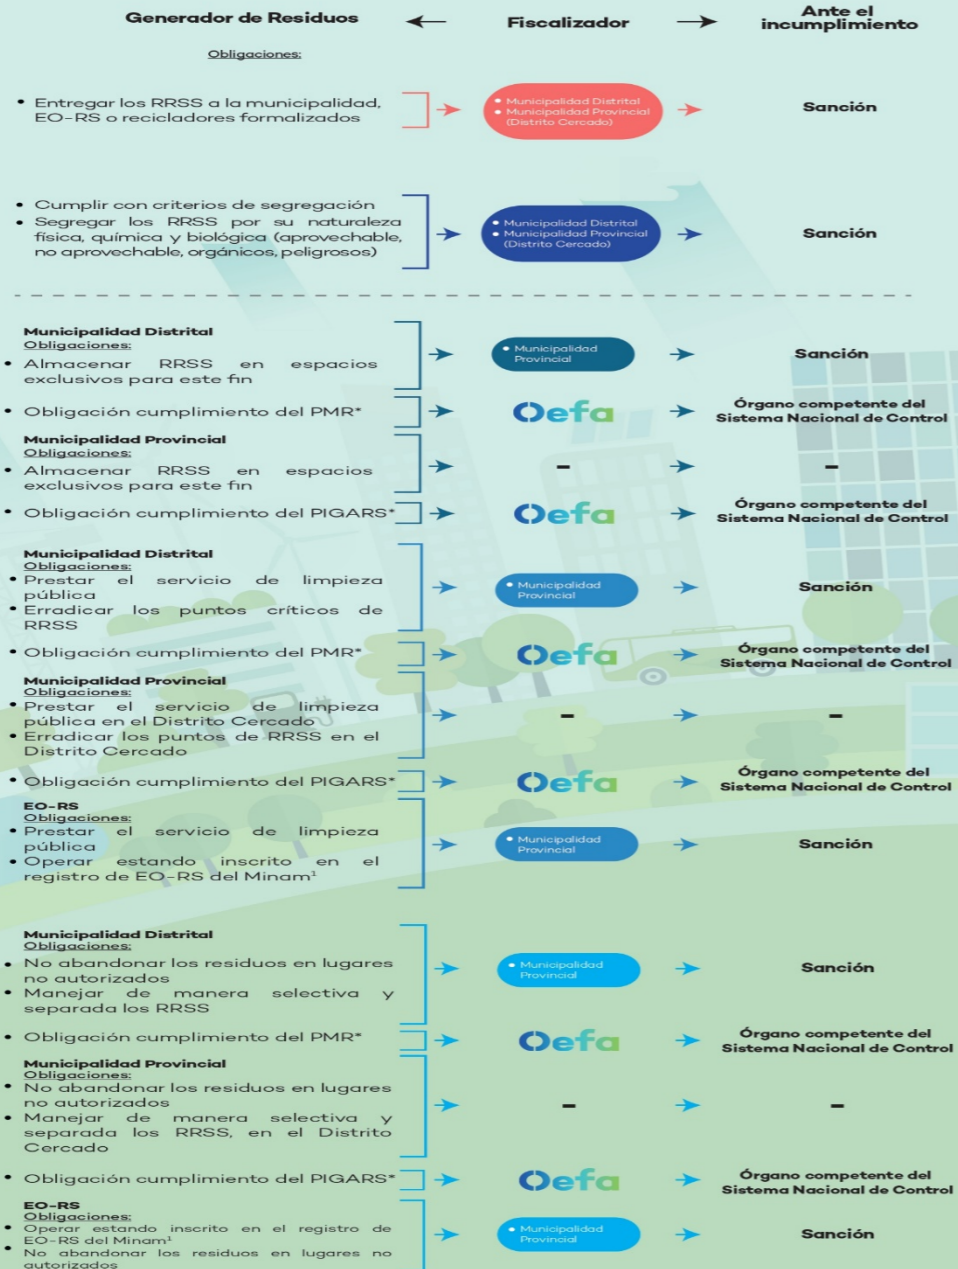 Generador de Residuos
Fiscalizador
Ante el
incumplimiento
Obligaciones:
• Entregar los RRSS a la municipalidad,
EO-RS o recicladores formalizados
• Municipalidad Distrital
• Municipalidad Provincial
(Distrito Cercado)
Sanción
• Cumplir con criterios de segregación
• Segregar los RRSS por su naturaleza
física, química y biológica (aprovechable,
no aprovechable, orgánicos, peligrosos)
• Municipalidad Distrital
• Municipalidad Provincial
(Distrito Cercado)
Sanción
Municipalidad Distrital
Obligaciones:
• Almacenar RRSS en espacios
exclusivos para este fin
• Municipalidad
Provincial
Sanción
• Obligación cumplimiento del PMR*
Oefa
Órgano competente del
Sistema Nacional de Control
Municipalidad Provincial
Obligaciones:
• Almacenar RRSS en espacios
exclusivos para este fin
-
-
• Obligación cumplimiento del PIGARS*
Oefa
Órgano competente del
Sistema Nacional de Control
Municipalidad Distrital
Obligaciones:
• Prestar el servicio de limpieza
pública
• Erradicar los puntos críticos de
RRSS
• Municipalidad
Provincial
Sanción
• Obligación cumplimiento del PMR*
Oefa
Órgano competente del
Sistema Nacional de Control
Municipalidad Provincial
Obligaciones:
• Prestar el servicio de limpieza
pública en el Distrito Cercado
• Erradicar los puntos de RRSS en el
Distrito Cercado
-
-
• Obligación cumplimiento del PIGARS*
Oefa
Órgano competente del
Sistema Nacional de Control
EO-RS
Obligaciones:
• Prestar el servicio de limpieza
pública
• Operar estando inscrito en el
registro de EO-RS del Minam¹
• Municipalidad
Provincial
Sanción
Municipalidad Distrital
Obligaciones:
• No abandonar los residuos en lugares
no autorizados
• Manejar de manera selectiva y
separada los RRSS
• Municipalidad
Provincial
Sanción
• Obligación cumplimiento del PMR*
Oefa
Órgano competente del
Sistema Nacional de Control
Municipalidad Provincial
Obligaciones:
• No abandonar los residuos en lugares
no autorizados
• Manejar de manera selectiva y
separada los RRSS, en el Distrito
Cercado
-
-
• Obligación cumplimiento del PIGARS*
Oefa
Órgano competente del
Sistema Nacional de Control
EO-RS
Obligaciones:
• Operar estando inscrito en el registro de
EO-RS del Minam¹
• No abandonar los residuos en lugares no
autorizados
• Municipalidad
Provincial
Sanción